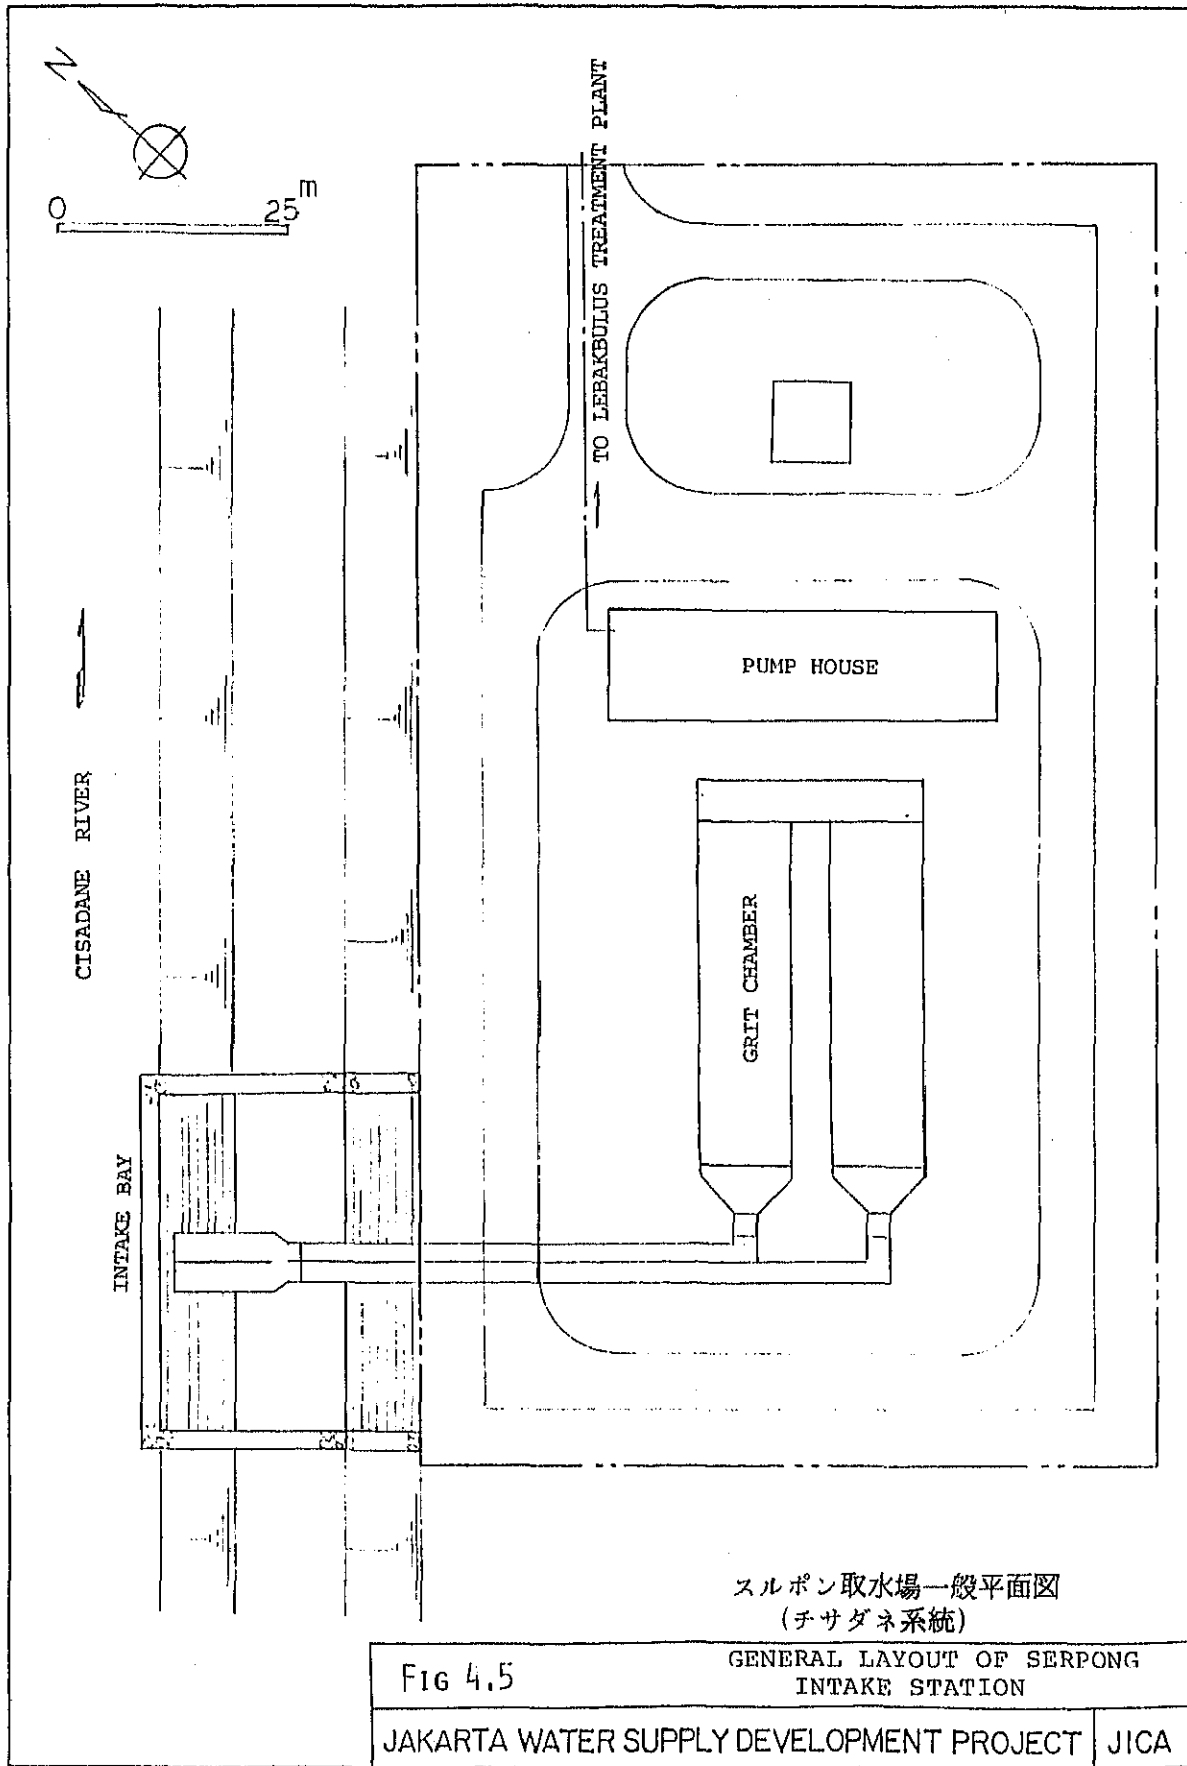 N
0 25 m
TO LEBAKBULUS TREATMENT PLANT
PUMP HOUSE
CISADANE RIVER
GRIT CHAMBER
INTAKE BAY
スルポン取水場一般平面図
(チサダネ系統)
FIG 4.5
GENERAL LAYOUT OF SERPONG
INTAKE STATION
JAKARTA WATER SUPPLY DEVELOPMENT PROJECT
JICA